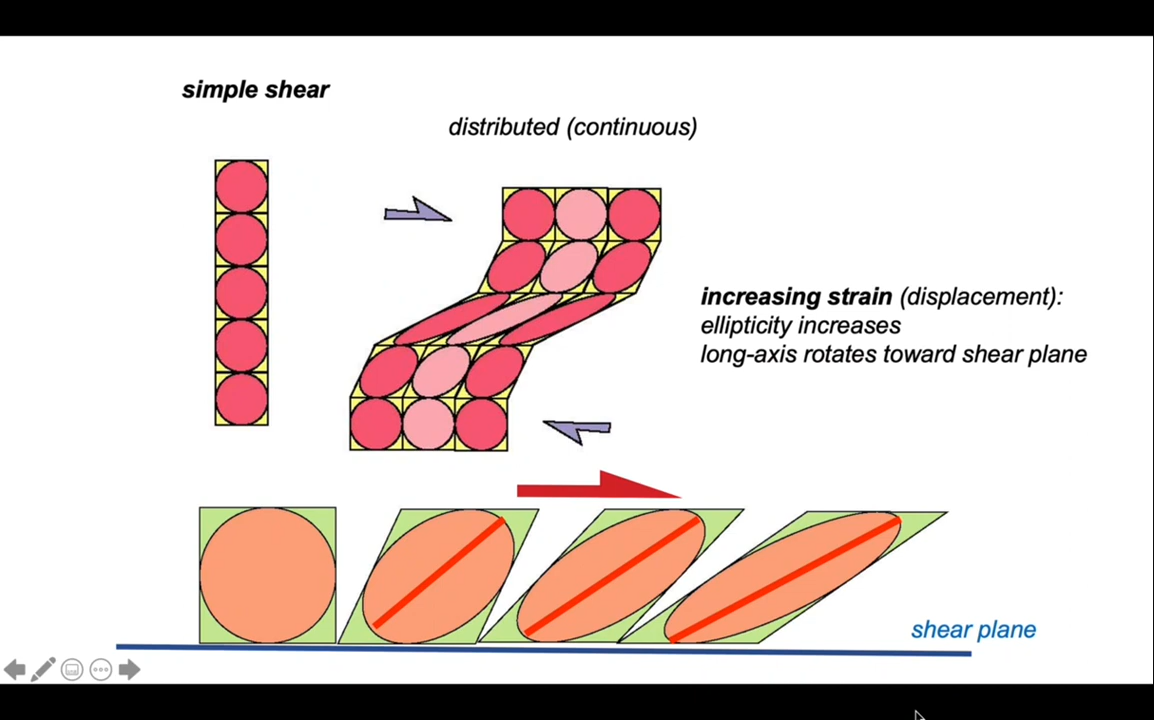 simple shear
distributed (continuous)
increasing strain (displacement):
ellipticity increases
long-axis rotates toward shear plane
shear plane